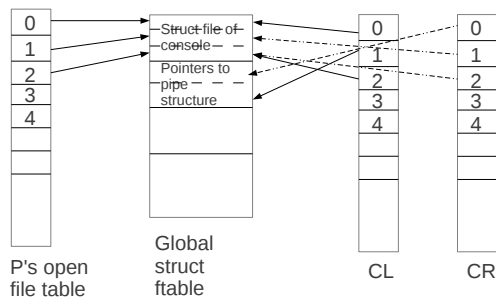 0
1
2
3
4
Struct file of
console
Pointers to
pipe
structure
0
1
2
3
4
0
1
2
3
4
P's open
file table
Global
struct
ftable
CL
CR